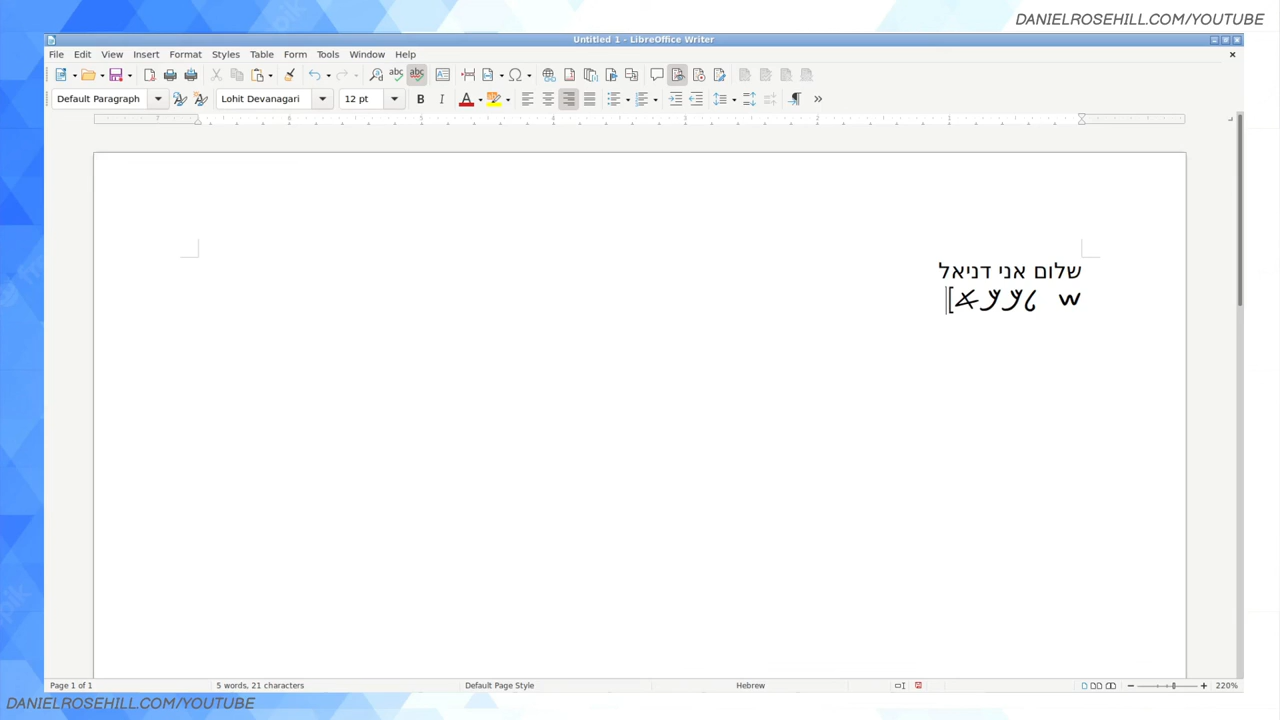 DANIELROSEHILL.COM/YOUTUBE
Untitled 1 - LibreOffice Writer
File Edit View Insert Format Styles Table Form Tools Window Help
Default Paragraph Lohit Devanagari 12 pt
שלום אני דניאל
𐤔 𐤋𐤌𐤌𐤀[
Page 1 of 1 5 words, 21 characters Default Page Style Hebrew 220%
DANIELROSEHILL.COM/YOUTUBE